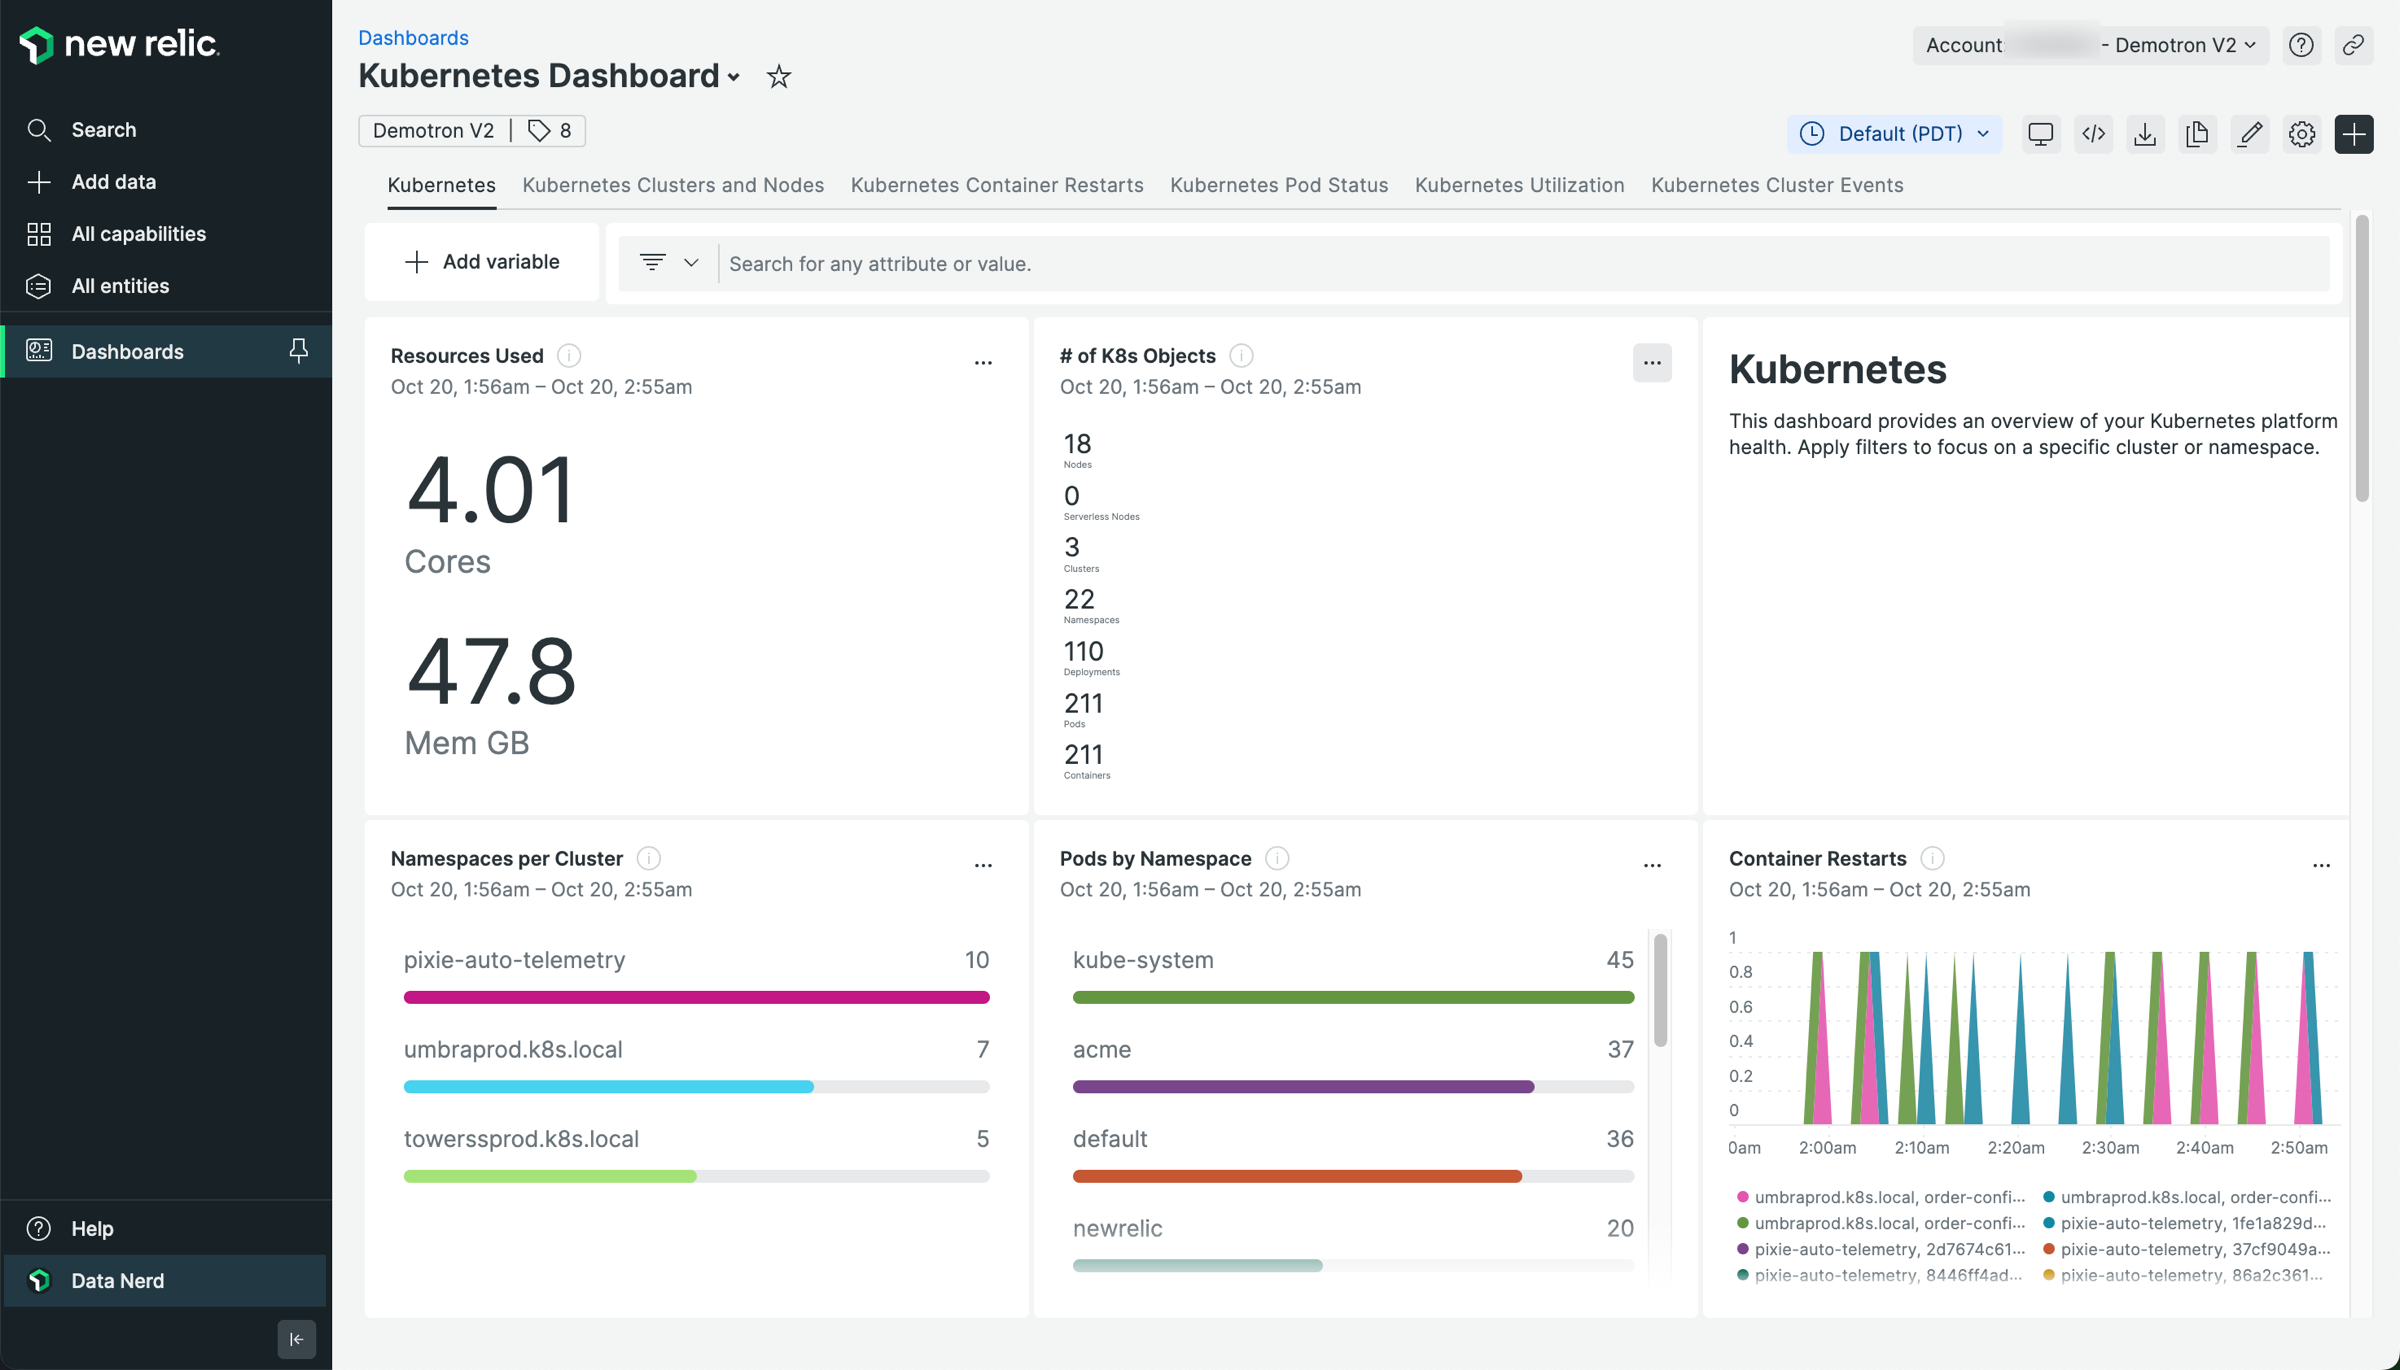 new relic.
Search
Add data
All capabilities
All entities
Dashboards
Help
Data Nerd
Dashboards
Kubernetes Dashboard
Account: - Demotron V2
Demotron V2 | 8
Default (PDT)
Kubernetes Kubernetes Clusters and Nodes Kubernetes Container Restarts Kubernetes Pod Status Kubernetes Utilization Kubernetes Cluster Events
Add variable
Search for any attribute or value.
Resources Used
Oct 20, 1:56am – Oct 20, 2:55am
4.01
Cores
47.8
Mem GB
# of K8s Objects
Oct 20, 1:56am – Oct 20, 2:55am
18
Nodes
0
Serverless Nodes
3
Clusters
22
Namespaces
110
Deployments
211
Pods
211
Containers
Kubernetes
This dashboard provides an overview of your Kubernetes platform
health. Apply filters to focus on a specific cluster or namespace.
Namespaces per Cluster
Oct 20, 1:56am – Oct 20, 2:55am
pixie-auto-telemetry 10
umbraprod.k8s.local 7
towerssprod.k8s.local 5
Pods by Namespace
Oct 20, 1:56am – Oct 20, 2:55am
kube-system 45
acme 37
default 36
newrelic 20
Container Restarts
Oct 20, 1:56am – Oct 20, 2:55am
1
0.8
0.6
0.4
0.2
0
0am 2:00am 2:10am 2:20am 2:30am 2:40am 2:50am
umbraprod.k8s.local, order-confi... umbraprod.k8s.local, order-confi...
umbraprod.k8s.local, order-confi... pixie-auto-telemetry, 1fe1a829d...
pixie-auto-telemetry, 2d7674c61... pixie-auto-telemetry, 37cf9049a...
pixie-auto-telemetry, 8446ff4ad... pixie-auto-telemetry, 86a2c361...